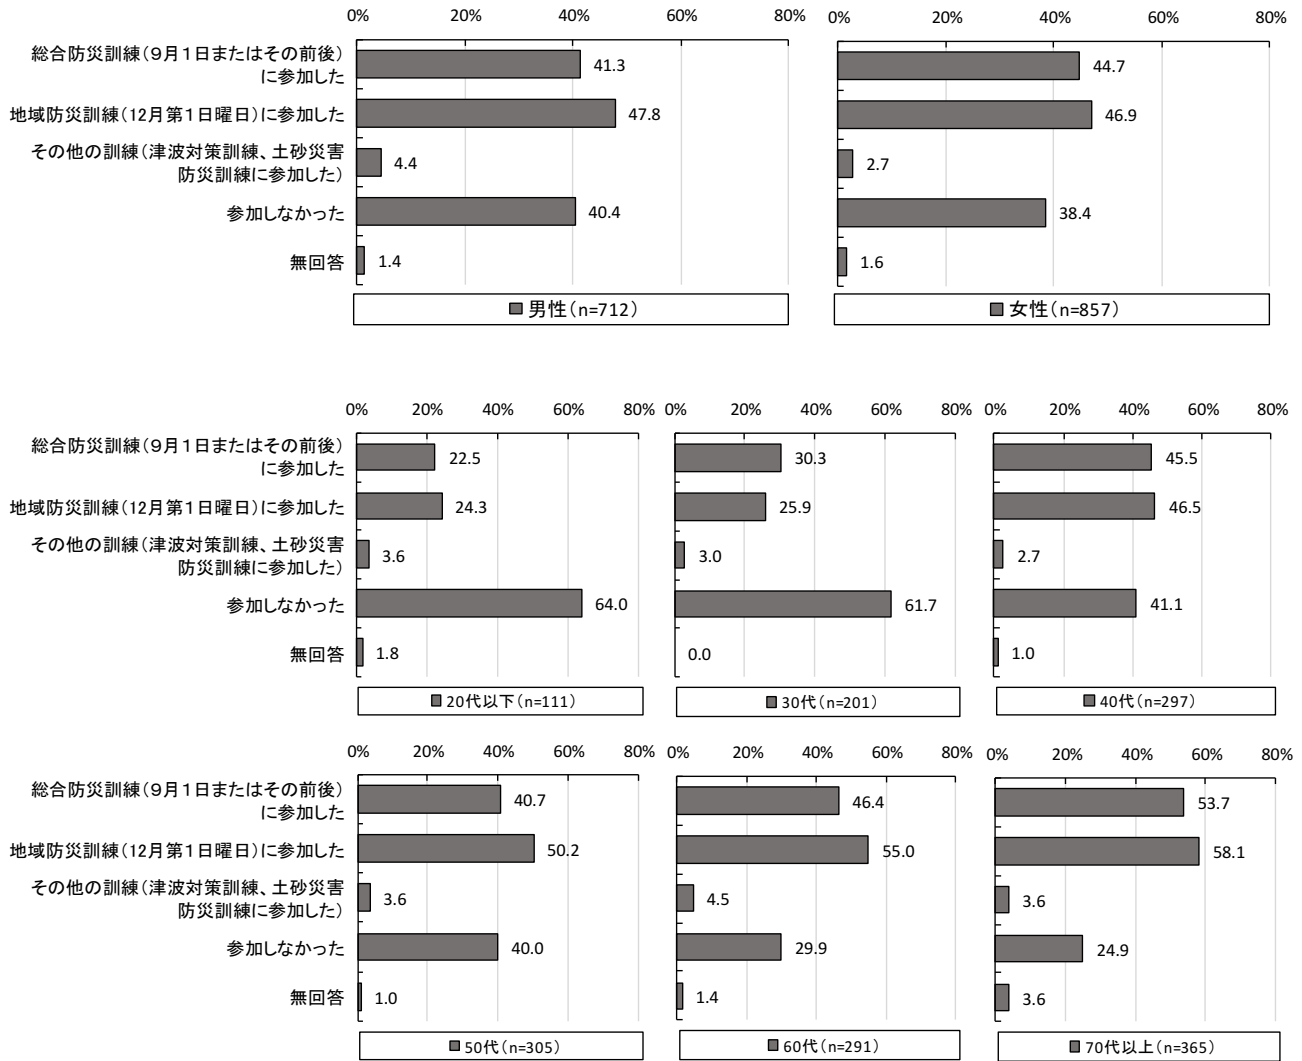 0% 20% 40% 60% 80%
0% 20% 40% 60% 80%
総合防災訓練(9月1日またはその前後)
に参加した
41.3
44.7
地域防災訓練(12月第1日曜日)に参加した
47.8
46.9
その他の訓練(津波対策訓練、土砂災害
防災訓練に参加した)
4.4
2.7
参加しなかった
40.4
38.4
無回答
1.4
1.6
男性(n=712)
女性(n=857)
0% 20% 40% 60% 80%
0% 20% 40% 60% 80%
0% 20% 40% 60% 80%
総合防災訓練(9月1日またはその前後)
に参加した
22.5
30.3
45.5
地域防災訓練(12月第1日曜日)に参加した
24.3
25.9
46.5
その他の訓練(津波対策訓練、土砂災害
防災訓練に参加した)
3.6
3.0
2.7
参加しなかった
64.0
61.7
41.1
無回答
1.8
0.0
1.0
20代以下(n=111)
30代(n=201)
40代(n=297)
0% 20% 40% 60% 80%
0% 20% 40% 60% 80%
0% 20% 40% 60% 80%
総合防災訓練(9月1日またはその前後)
に参加した
40.7
46.4
53.7
地域防災訓練(12月第1日曜日)に参加した
50.2
55.0
58.1
その他の訓練(津波対策訓練、土砂災害
防災訓練に参加した)
3.6
4.5
3.6
参加しなかった
40.0
29.9
24.9
無回答
1.0
1.4
3.6
50代(n=305)
60代(n=291)
70代以上(n=365)